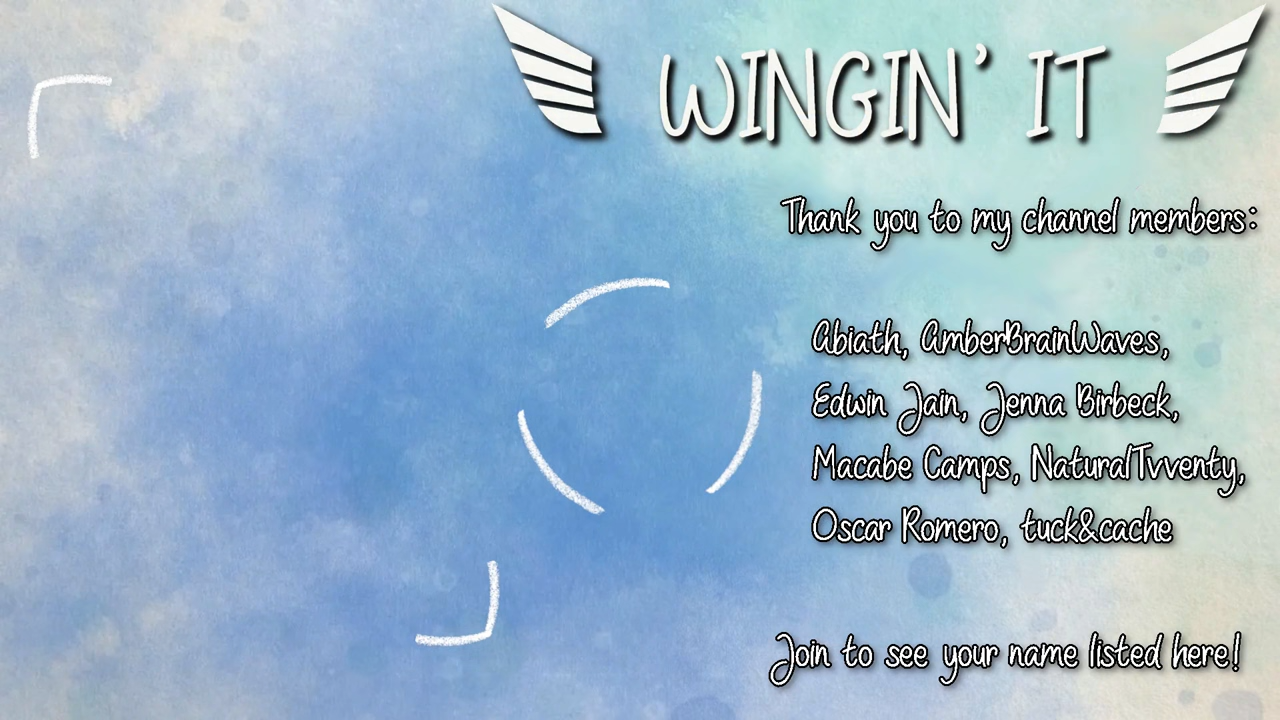 WINGIN' IT
Thank you to my channel members:
Abiath, AmberBrainWaves,
Edwin Jain, Jenna Birbeck,
Macabe Camps, NaturalTvventy,
Oscar Romero, tuck&cache
Join to see your name listed here!